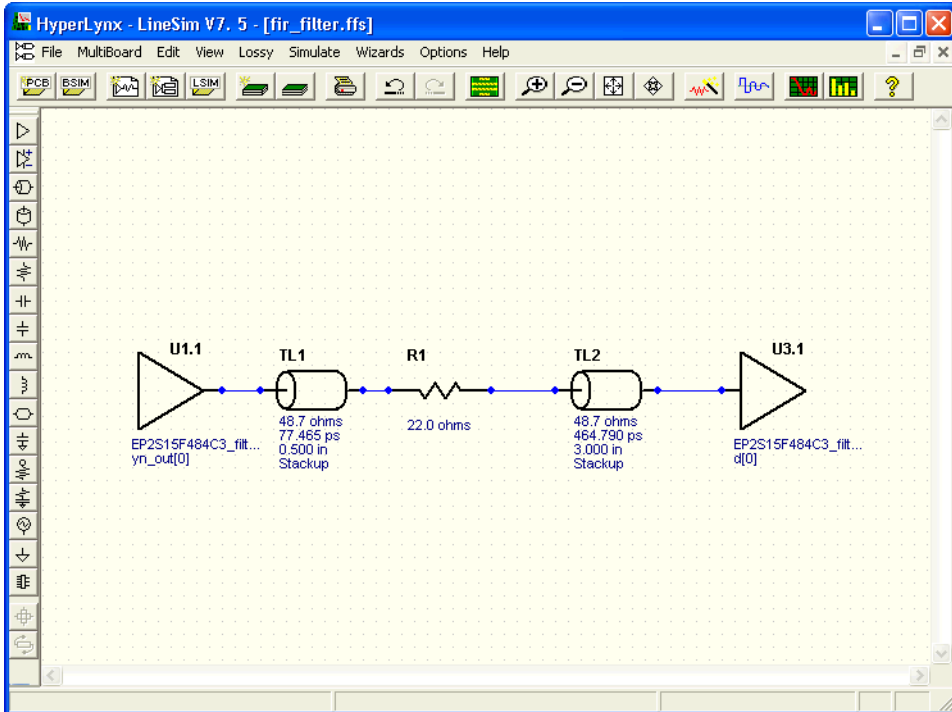 HyperLynx - LineSim V7. 5 - [fir_filter.ffs]
File MultiBoard Edit View Lossy Simulate Wizards Options Help
PCB BSIM LSIM
U1.1 TL1 R1 TL2 U3.1
48.7 ohms
77.465 ps
0.500 in
Stackup
22.0 ohms
48.7 ohms
464.790 ps
3.000 in
Stackup
EP2S15F484C3_filt...
yn_out[0]
EP2S15F484C3_filt...
d[0]